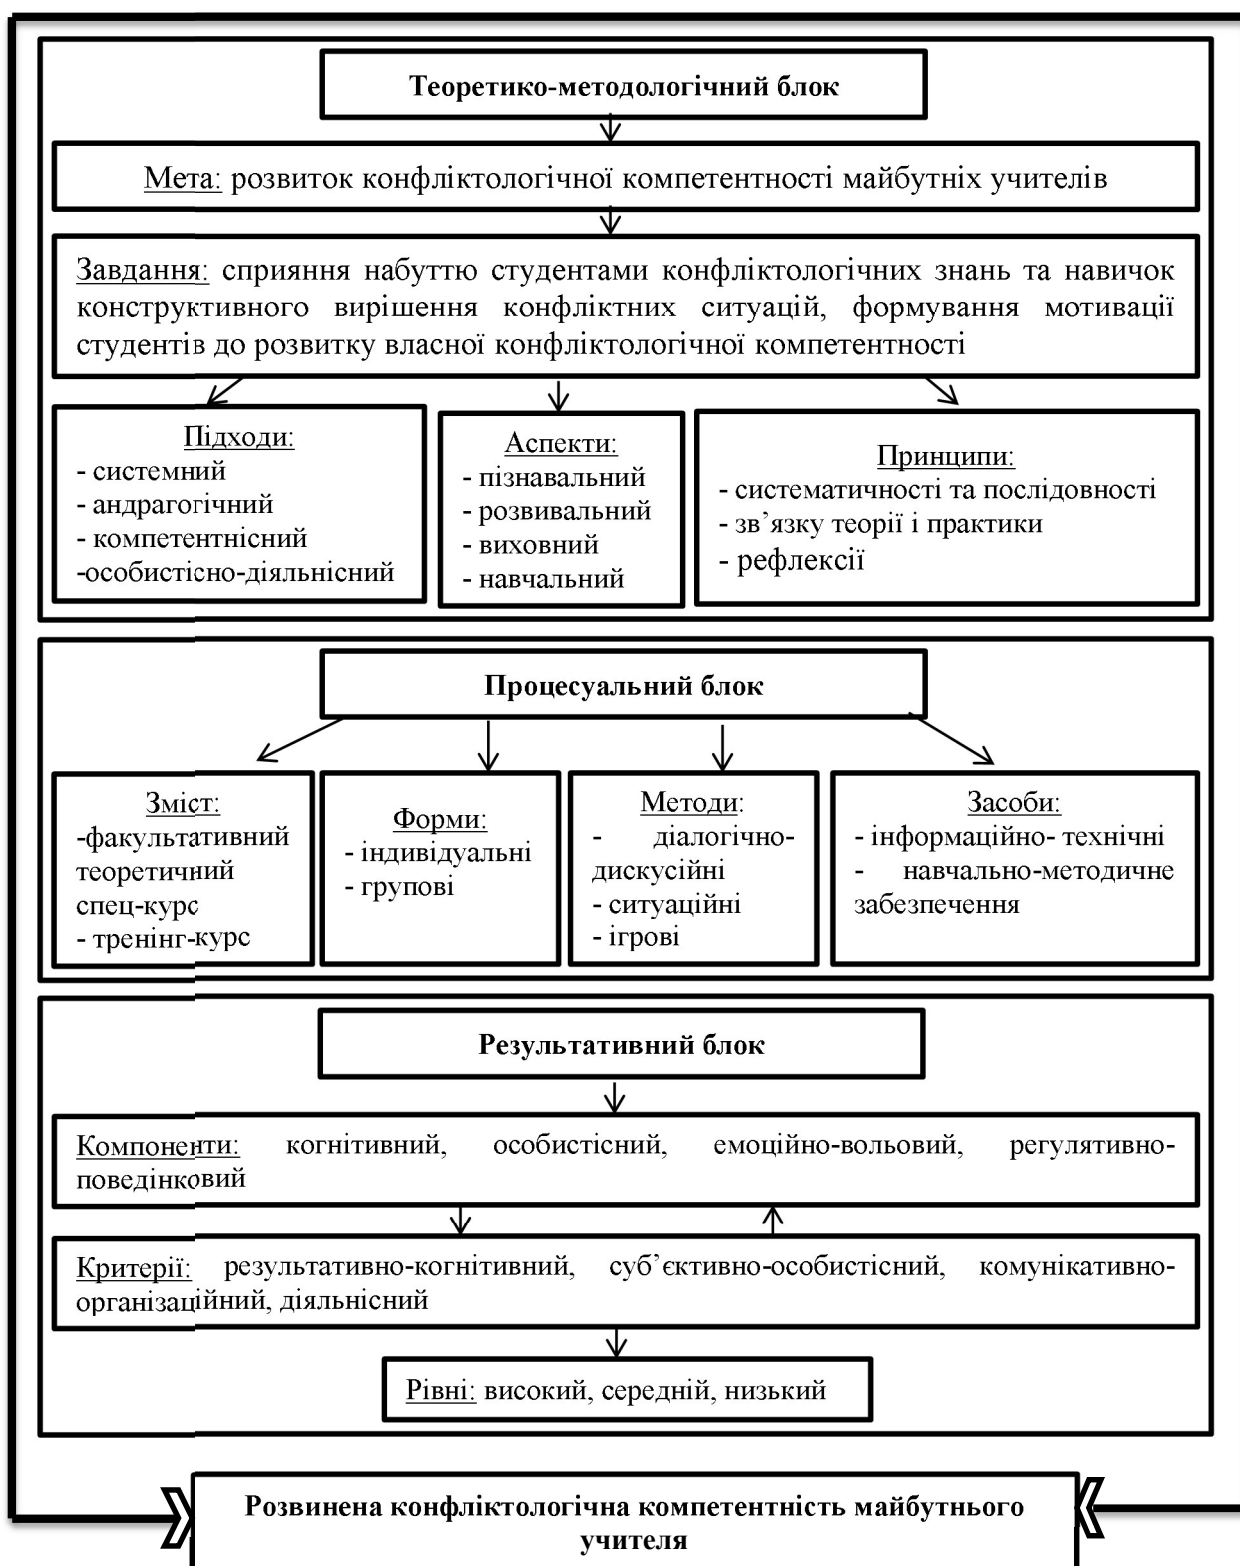 Теоретико-методологічний блок
Мета: розвиток конфліктологічної компетентності майбутніх учителів
Завдання: сприяння набуттю студентами конфліктологічних знань та навичок
конструктивного вирішення конфліктних ситуацій, формування мотивації
студентів до розвитку власної конфліктологічної компетентності
Підходи:
- системний
- андрагогічний
- компетентнісний
-особистісно-діяльнісний
Аспекти:
- пізнавальний
- розвивальний
- виховний
- навчальний
Принципи:
- систематичності та послідовності
- зв’язку теорії і практики
- рефлексії
Процесуальний блок
Зміст:
-факультативний
теоретичний
спец-курс
- тренінг-курс
Форми:
- індивідуальні
- групові
Методи:
- діалогічно-
дискусійні
- ситуаційні
- ігрові
Засоби:
- інформаційно- технічні
- навчально-методичне
забезпечення
Результативний блок
Компоненти: когнітивний, особистісний, емоційно-вольовий, регулятивно-
поведінковий
Критерії: результативно-когнітивний, суб’єктивно-особистісний, комунікативно-
організаційний, діяльнісний
Рівні: високий, середній, низький
Розвинена конфліктологічна компетентність майбутнього
учителя